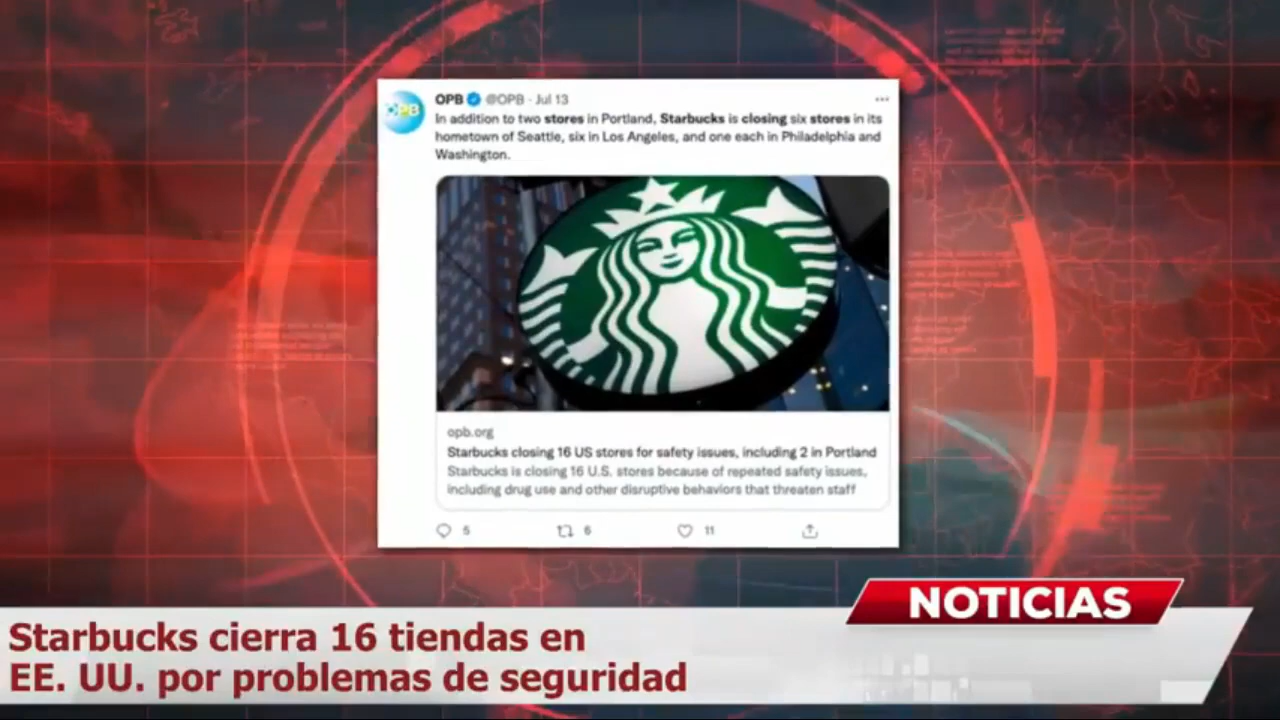 OPB @OPB · Jul 13
In addition to two stores in Portland, Starbucks is closing six stores in its
hometown of Seattle, six in Los Angeles, and one each in Philadelphia and
Washington.
opb.org
Starbucks closing 16 US stores for safety issues, including 2 in Portland
Starbucks is closing 16 U.S. stores because of repeated safety issues,
including drug use and other disruptive behaviors that threaten staff
5 6 11
NOTICIAS
Starbucks cierra 16 tiendas en
EE. UU. por problemas de seguridad